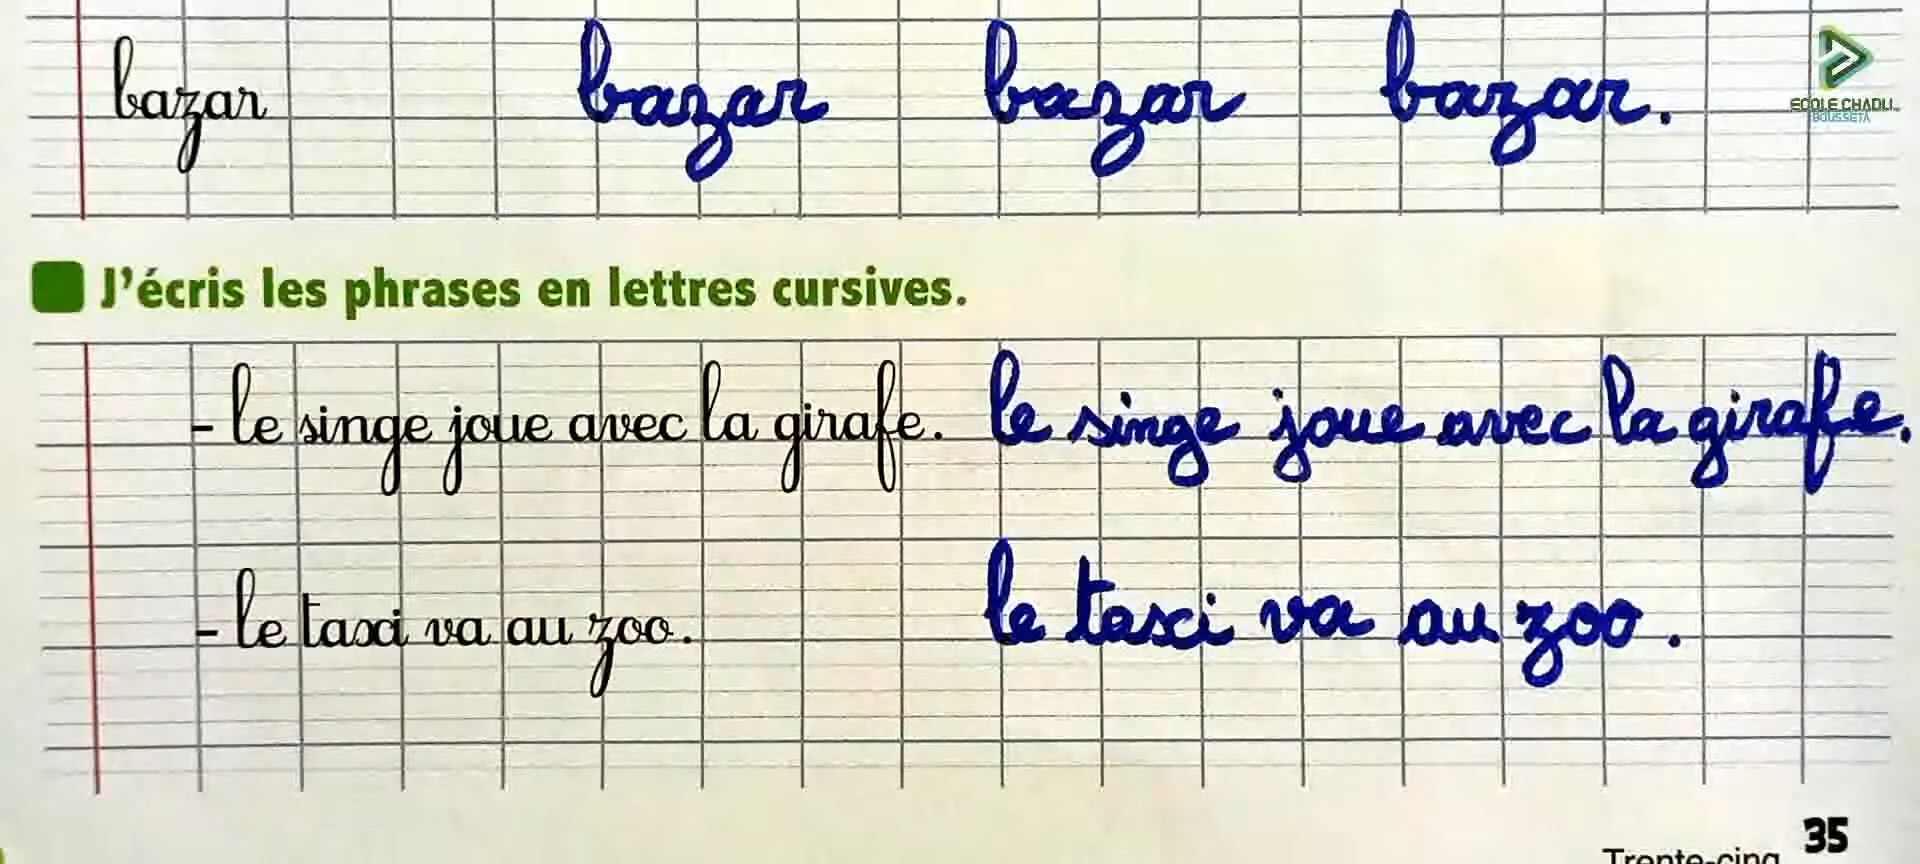 bazar bazar bazar bazar.
ECOLE CHADLI
BOUSSETA
J'écris les phrases en lettres cursives.
- le singe joue avec la girafe. le singe joue avec la girafe.
- le taxi va au zoo. le taxi va au zoo.
35
Trente-cinq